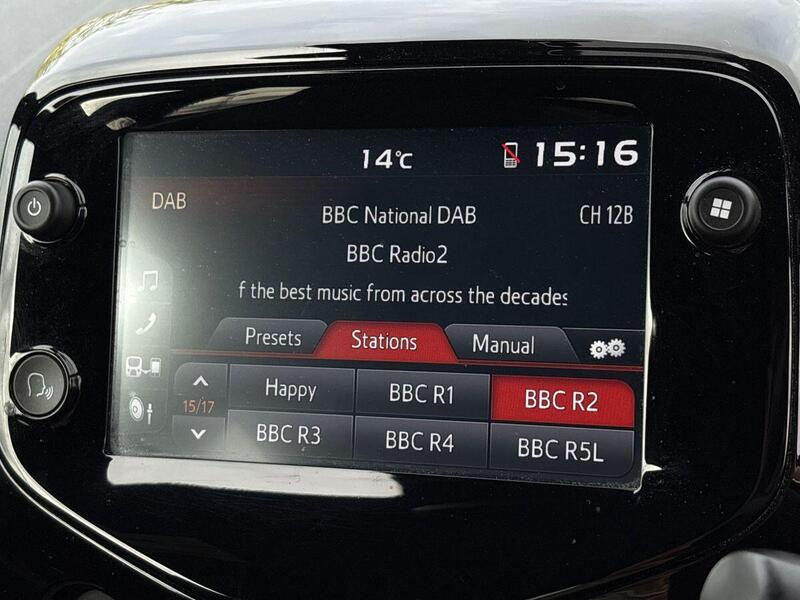 14°C 15:16
DAB BBC National DAB CH 12B
BBC Radio2
f the best music from across the decades
Presets Stations Manual
Happy BBC R1 BBC R2
15/17
BBC R3 BBC R4 BBC R5L